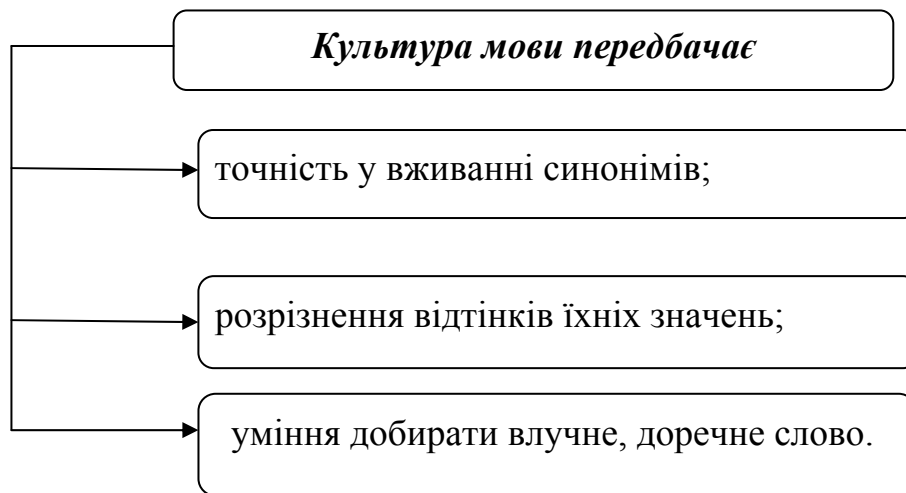 Культура мови передбачає
точність у вживанні синонімів;
розрізнення відтінків їхніх значень;
уміння добирати влучне, доречне слово.